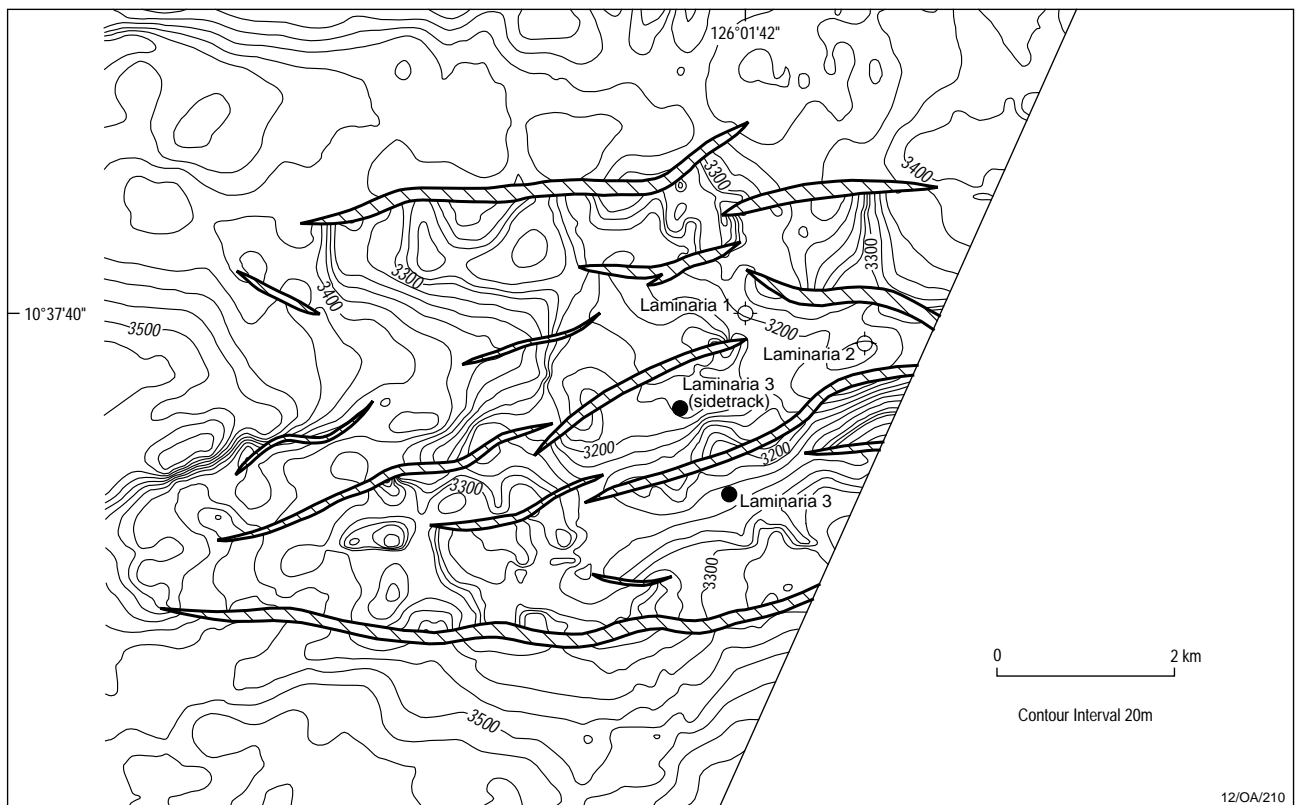 126°01'42"
3300
3400
3300
3300
3400
10°37'40"
3500
Laminaria 1
3200
Laminaria 2
Laminaria 3
(sidetrack)
3200
3200
3300
Laminaria 3
3300
3500
0 2 km
Contour Interval 20m
12/OA/210